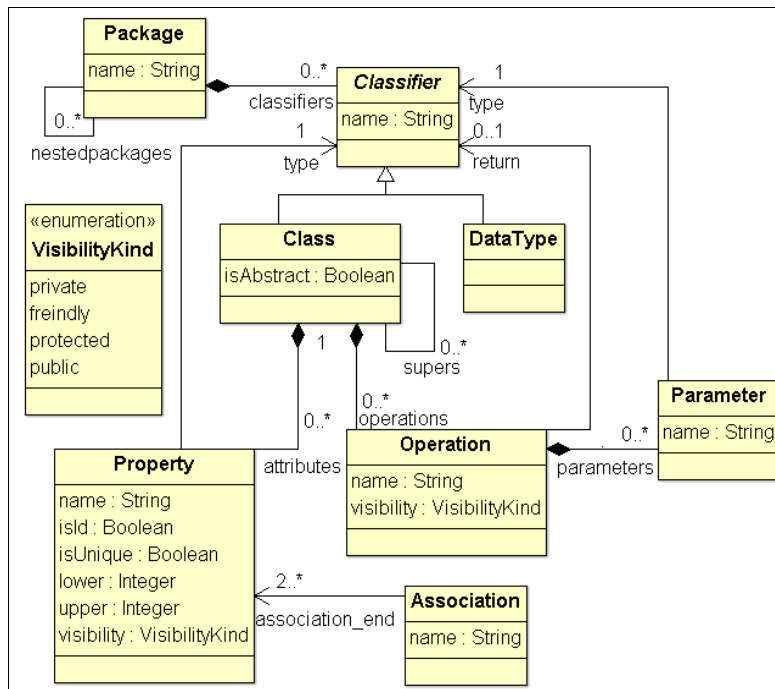 Package
name : String
0..*
nestedpackages
0..*
classifiers
Classifier
name : String
1
type
1
type
0..1
return
«enumeration»
VisibilityKind
private
freindly
protected
public
Class
isAbstract : Boolean
DataType
1
0..*
supers
0..*
attributes
0..*
operations
Property
name : String
isId : Boolean
isUnique : Boolean
lower : Integer
upper : Integer
visibility : VisibilityKind
Operation
name : String
visibility : VisibilityKind
0..*
parameters
Parameter
name : String
2..*
association_end
Association
name : String